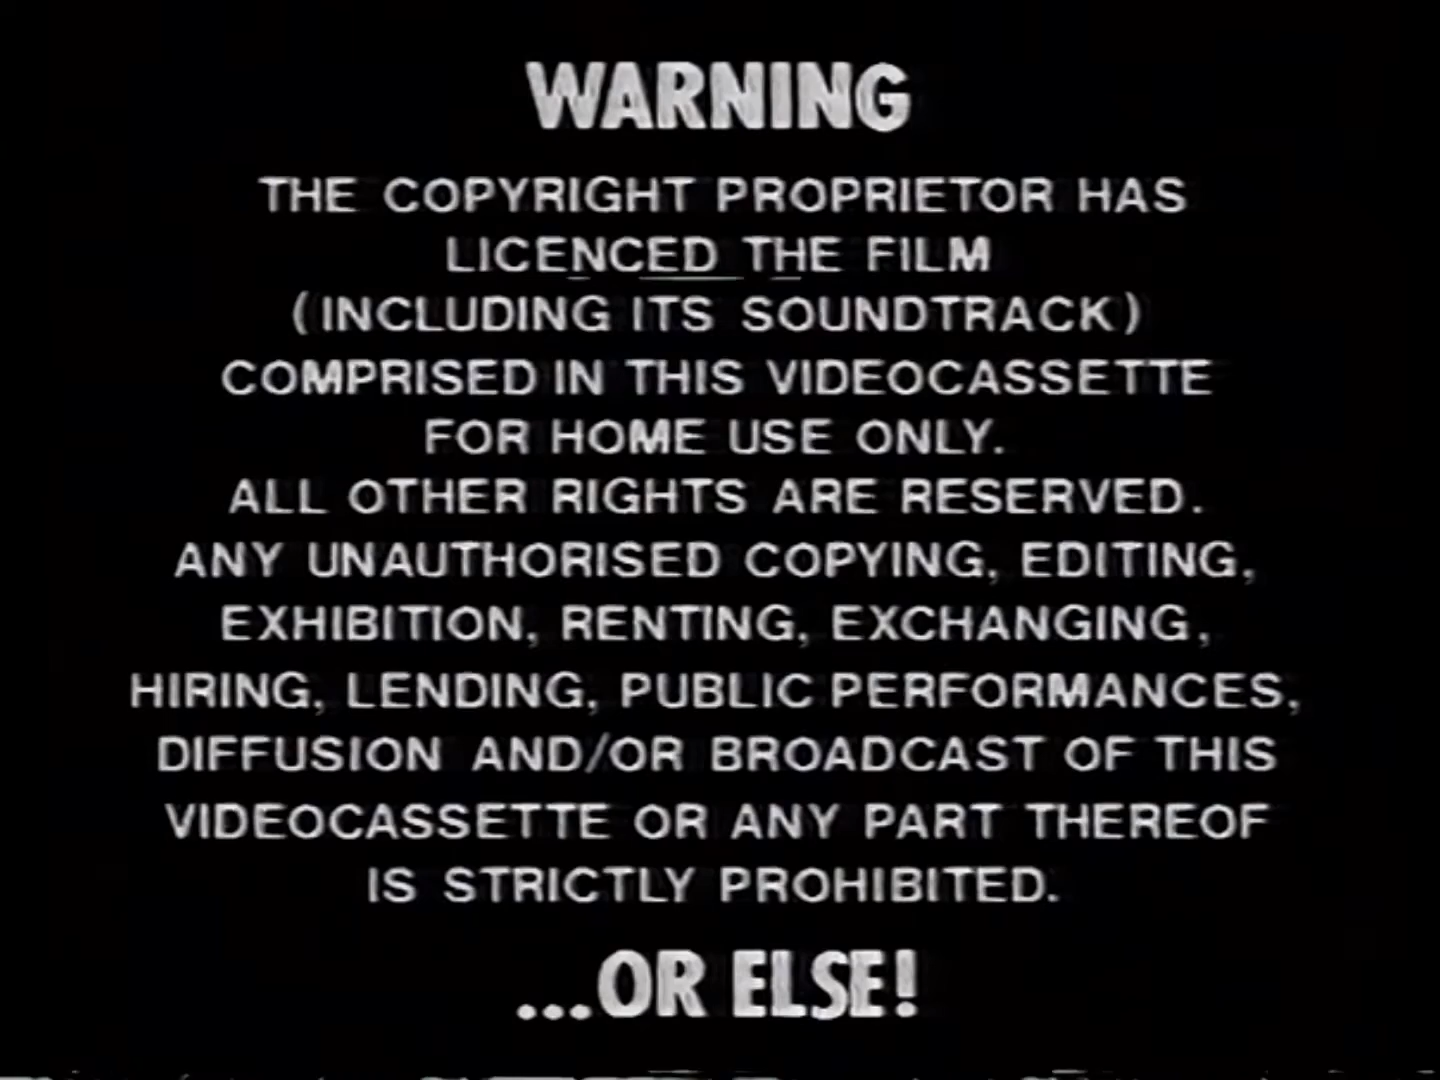 WARNING
THE COPYRIGHT PROPRIETOR HAS
LICENCED THE FILM
(INCLUDING ITS SOUNDTRACK)
COMPRISED IN THIS VIDEOCASSETTE
FOR HOME USE ONLY.
ALL OTHER RIGHTS ARE RESERVED.
ANY UNAUTHORISED COPYING, EDITING,
EXHIBITION, RENTING, EXCHANGING,
HIRING, LENDING, PUBLIC PERFORMANCES,
DIFFUSION AND/OR BROADCAST OF THIS
VIDEOCASSETTE OR ANY PART THEREOF
IS STRICTLY PROHIBITED.
...OR ELSE!